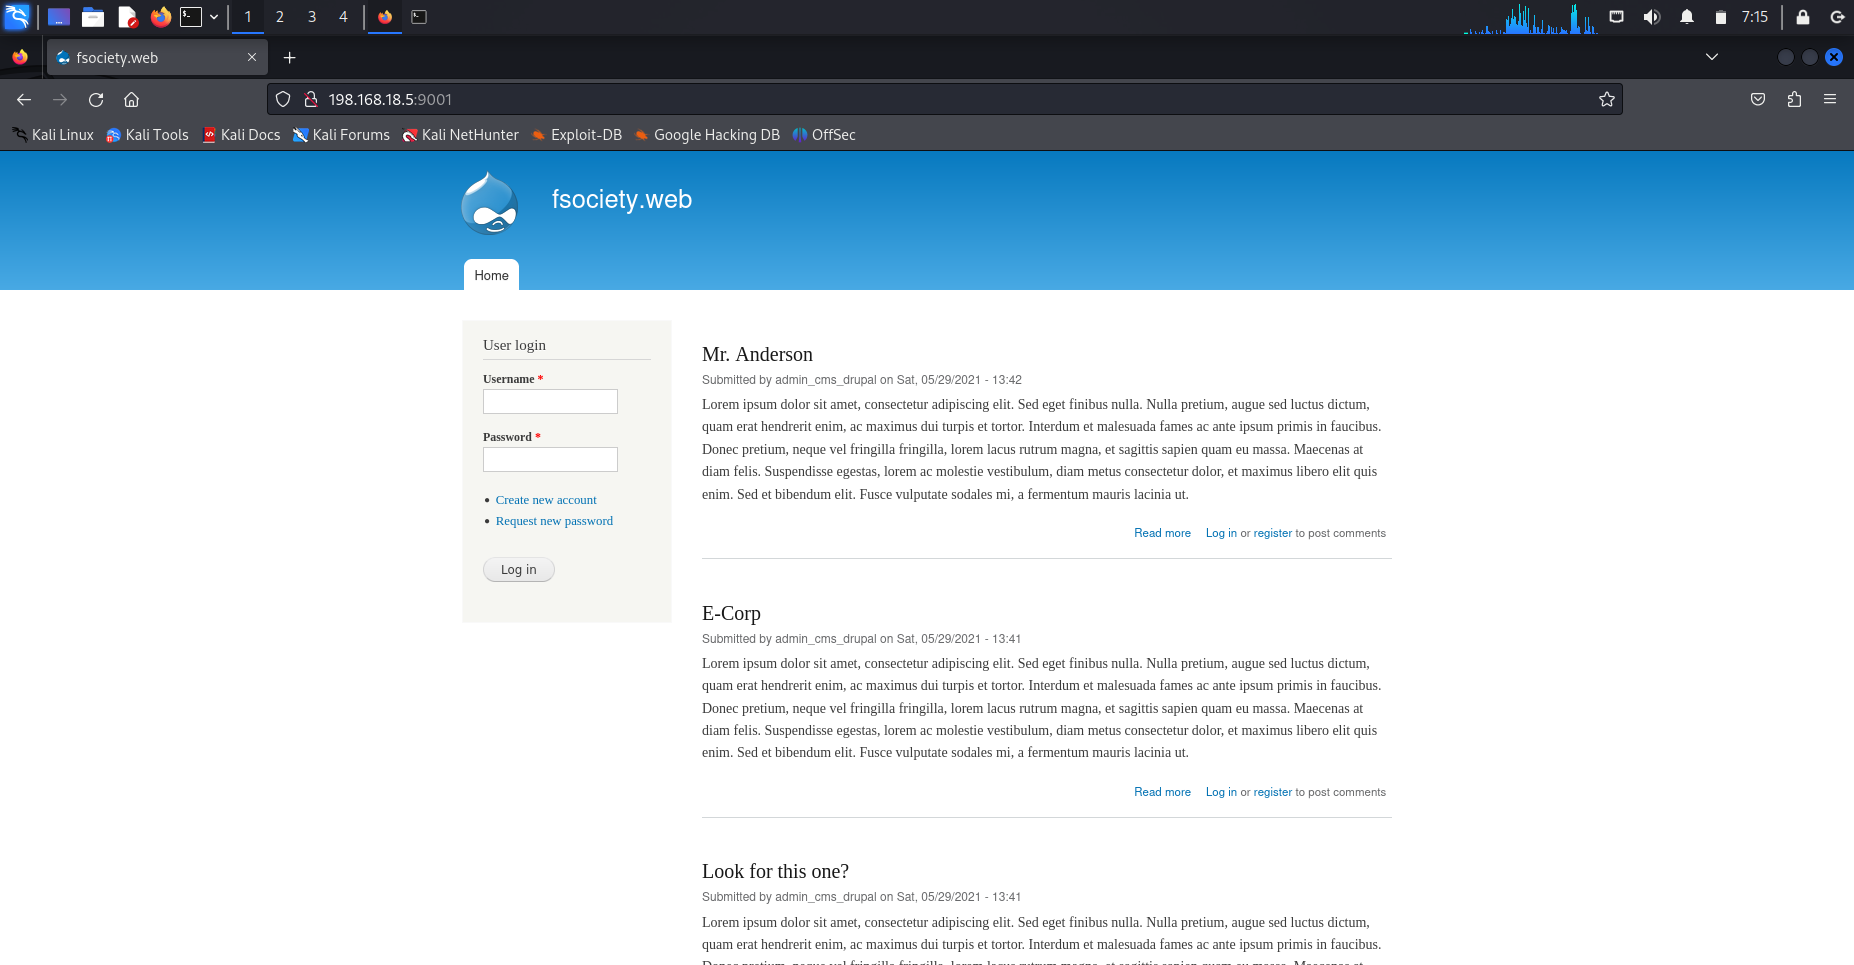 1 2 3 4 7:15
fsociety.web
198.168.18.5:9001
Kali Linux Kali Tools Kali Docs Kali Forums Kali NetHunter Exploit-DB Google Hacking DB OffSec
fsociety.web
Home
User login
Username *
Password *
Create new account
Request new password
Log in
Mr. Anderson
Submitted by admin_cms_drupal on Sat, 05/29/2021 - 13:42
Lorem ipsum dolor sit amet, consectetur adipiscing elit. Sed eget finibus nulla. Nulla pretium, augue sed luctus dictum,
quam erat hendrerit enim, ac maximus dui turpis et tortor. Interdum et malesuada fames ac ante ipsum primis in faucibus.
Donec pretium, neque vel fringilla fringilla, lorem lacus rutrum magna, et sagittis sapien quam eu massa. Maecenas at
diam felis. Suspendisse egestas, lorem ac molestie vestibulum, diam metus consectetur dolor, et maximus libero elit quis
enim. Sed et bibendum elit. Fusce vulputate sodales mi, a fermentum mauris lacinia ut.
Read more Log in or register to post comments
E-Corp
Submitted by admin_cms_drupal on Sat, 05/29/2021 - 13:41
Lorem ipsum dolor sit amet, consectetur adipiscing elit. Sed eget finibus nulla. Nulla pretium, augue sed luctus dictum,
quam erat hendrerit enim, ac maximus dui turpis et tortor. Interdum et malesuada fames ac ante ipsum primis in faucibus.
Donec pretium, neque vel fringilla fringilla, lorem lacus rutrum magna, et sagittis sapien quam eu massa. Maecenas at
diam felis. Suspendisse egestas, lorem ac molestie vestibulum, diam metus consectetur dolor, et maximus libero elit quis
enim. Sed et bibendum elit. Fusce vulputate sodales mi, a fermentum mauris lacinia ut.
Read more Log in or register to post comments
Look for this one?
Submitted by admin_cms_drupal on Sat, 05/29/2021 - 13:41
Lorem ipsum dolor sit amet, consectetur adipiscing elit. Sed eget finibus nulla. Nulla pretium, augue sed luctus dictum,
quam erat hendrerit enim, ac maximus dui turpis et tortor. Interdum et malesuada fames ac ante ipsum primis in faucibus.